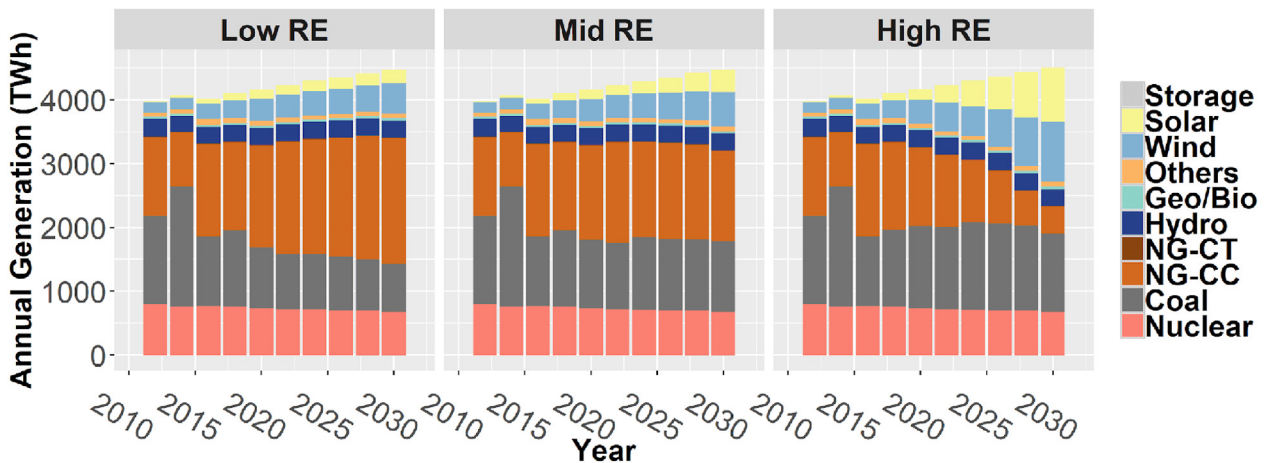 Low RE
Mid RE
High RE
Annual Generation (TWh)
4000
3000
2000
1000
0
2010
2015
2020
2025
2030
2010
2015
2020
2025
2030
2010
2015
2020
2025
2030
Year
Storage
Solar
Wind
Others
Geo/Bio
Hydro
NG-CT
NG-CC
Coal
Nuclear